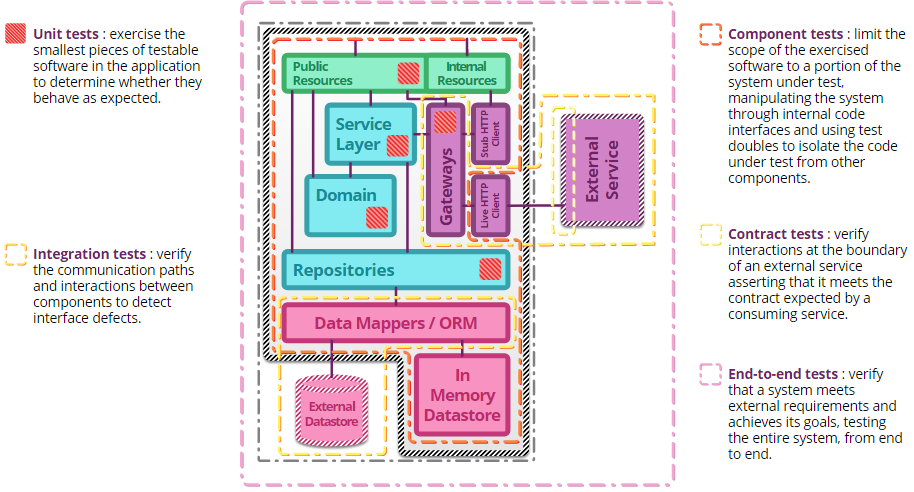 Unit tests : exercise the
smallest pieces of testable
software in the application
to determine whether they
behave as expected.
Integration tests : verify
the communication paths
and interactions between
components to detect
interface defects.
Public
Resources
Internal
Resources
Service
Layer
Domain
Gateways
Stub HTTP
Client
Live HTTP
Client
External
Service
Repositories
Data Mappers / ORM
External
Datastore
In
Memory
Datastore
Component tests : limit the
scope of the exercised
software to a portion of the
system under test,
manipulating the system
through internal code
interfaces and using test
doubles to isolate the code
under test from other
components.
Contract tests : verify
interactions at the boundary
of an external service
asserting that it meets the
contract expected by a
consuming service.
End-to-end tests : verify
that a system meets
external requirements and
achieves its goals, testing
the entire system, from end
to end.